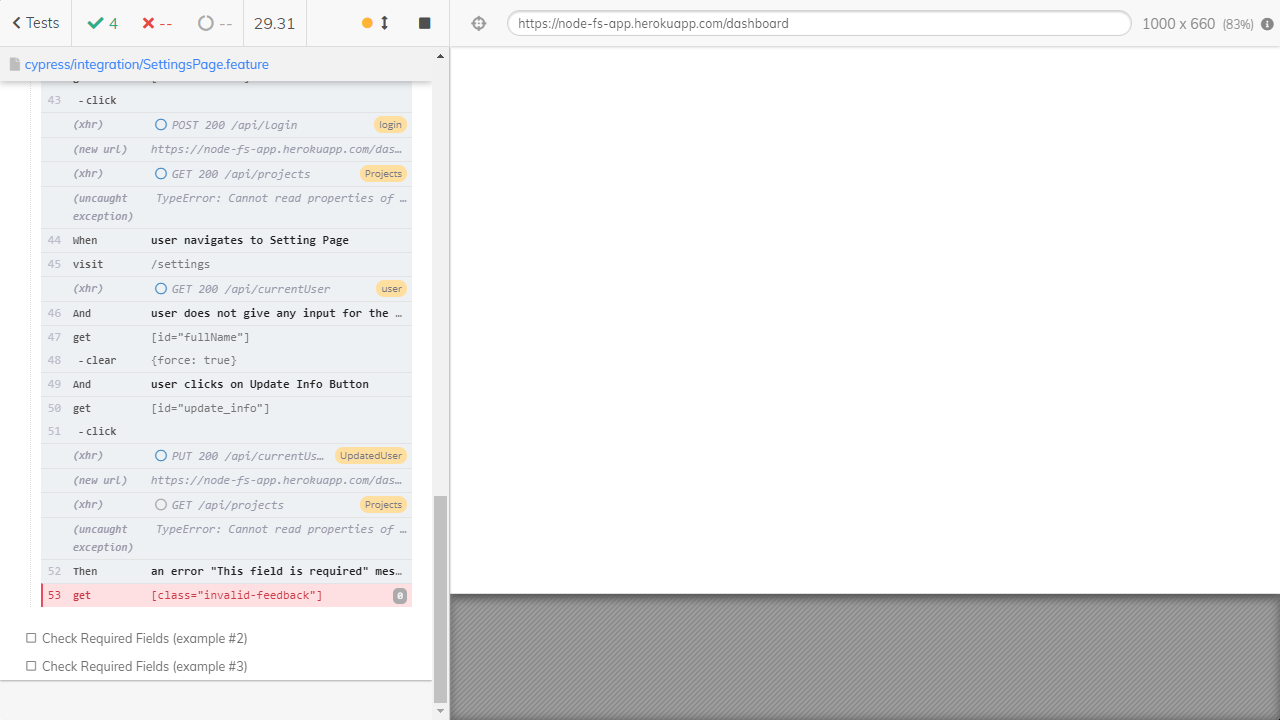 Tests 4 -- -- 29.31 https://node-fs-app.herokuapp.com/dashboard 1000 x 660 (83%)
cypress/integration/SettingsPage.feature
43 - click
(xhr) POST 200 /api/login login
(new url) https://node-fs-app.herokuapp.com/das…
(xhr) GET 200 /api/projects Projects
(uncaught TypeError: Cannot read properties of …
exception)
44 When user navigates to Setting Page
45 visit /settings
(xhr) GET 200 /api/currentUser user
46 And user does not give any input for the …
47 get [id="fullName"]
48 - clear {force: true}
49 And user clicks on Update Info Button
50 get [id="update_info"]
51 - click
(xhr) PUT 200 /api/currentUs… UpdatedUser
(new url) https://node-fs-app.herokuapp.com/das…
(xhr) GET /api/projects Projects
(uncaught TypeError: Cannot read properties of …
exception)
52 Then an error "This field is required" mes…
53 get [class="invalid-feedback"] 0
Check Required Fields (example #2)
Check Required Fields (example #3)